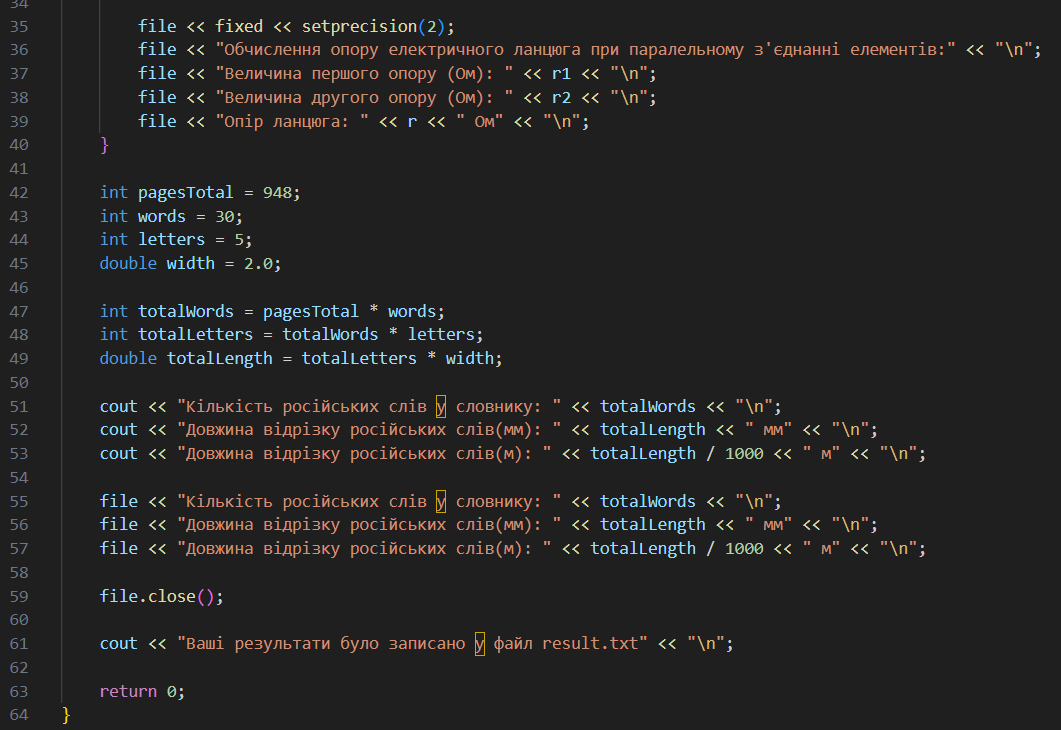 34
35 file << fixed << setprecision(2);
36 file << "Обчислення опору електричного ланцюга при паралельному з'єднанні елементів:" << "\n";
37 file << "Величина першого опору (Ом): " << r1 << "\n";
38 file << "Величина другого опору (Ом): " << r2 << "\n";
39 file << "Опір ланцюга: " << r << " Ом" << "\n";
40 }
41
42 int pagesTotal = 948;
43 int words = 30;
44 int letters = 5;
45 double width = 2.0;
46
47 int totalWords = pagesTotal * words;
48 int totalLetters = totalWords * letters;
49 double totalLength = totalLetters * width;
50
51 cout << "Кількість російських слів у словнику: " << totalWords << "\n";
52 cout << "Довжина відрізку російських слів(мм): " << totalLength << " мм" << "\n";
53 cout << "Довжина відрізку російських слів(м): " << totalLength / 1000 << " м" << "\n";
54
55 file << "Кількість російських слів у словнику: " << totalWords << "\n";
56 file << "Довжина відрізку російських слів(мм): " << totalLength << " мм" << "\n";
57 file << "Довжина відрізку російських слів(м): " << totalLength / 1000 << " м" << "\n";
58
59 file.close();
60
61 cout << "Ваші результати було записано у файл result.txt" << "\n";
62
63 return 0;
64 }